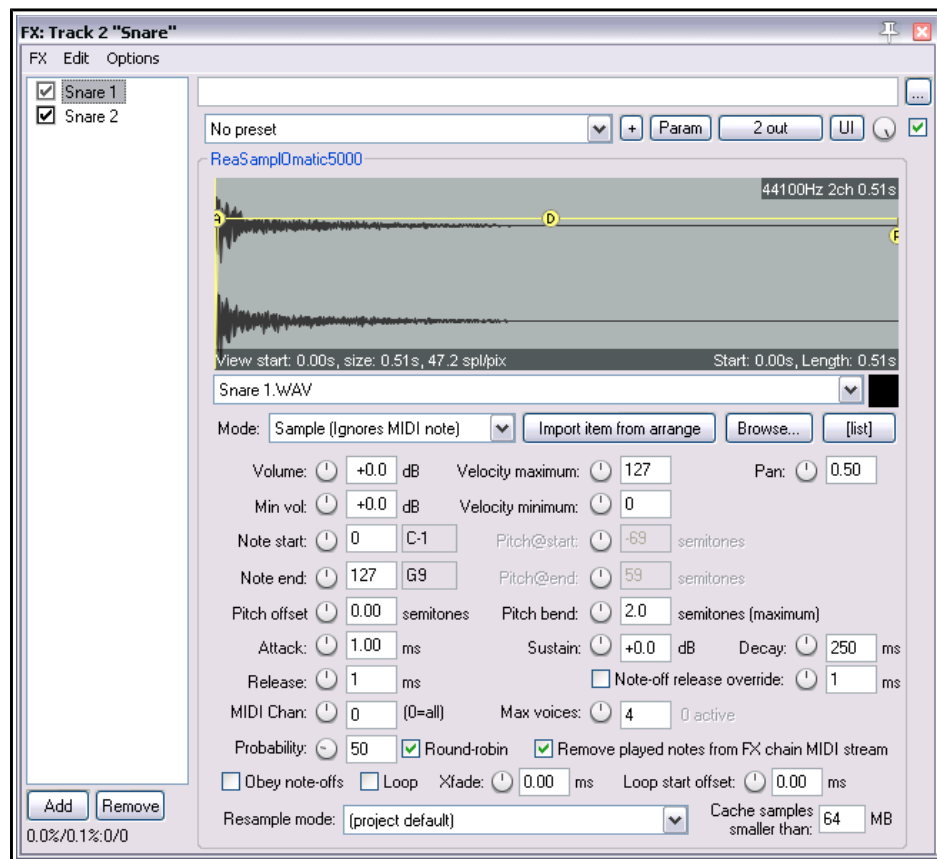 FX: Track 2 "Snare"
FX Edit Options
Snare 1
Snare 2
...
No preset + Param 2 out UI
ReaSamplOmatic5000
44100Hz 2ch 0.51s
A D
View start: 0.00s, size: 0.51s, 47.2 spl/pix Start: 0.00s, Length: 0.51s
Snare 1.WAV
Mode: Sample (Ignores MIDI note) Import item from arrange Browse... [list]
Volume: +0.0 dB Velocity maximum: 127 Pan: 0.50
Min vol: +0.0 dB Velocity minimum: 0
Note start: 0 C-1 Pitch@start: -69 semitones
Note end: 127 G9 Pitch@end: 59 semitones
Pitch offset 0.00 semitones Pitch bend: 2.0 semitones (maximum)
Attack: 1.00 ms Sustain: +0.0 dB Decay: 250 ms
Release: 1 ms Note-off release override: 1 ms
MIDI Chan: 0 (0=all) Max voices: 4 0 active
Probability: 50 Round-robin Remove played notes from FX chain MIDI stream
Obey note-offs Loop Xfade: 0.00 ms Loop start offset: 0.00 ms
Resample mode: (project default) Cache samples smaller than: 64 MB
Add Remove
0.0%/0.1%:0/0